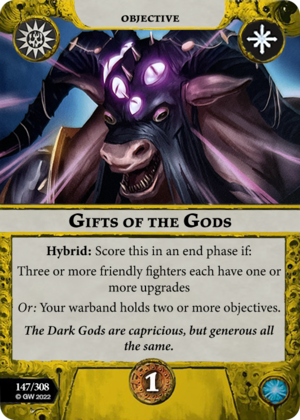 OBJECTIVE
GIFTS OF THE GODS
Hybrid: Score this in an end phase if:
Three or more friendly fighters each have one or
more upgrades
Or: Your warband holds two or more objectives.
The Dark Gods are capricious, but generous all
the same.
147/308
© GW 2022
1